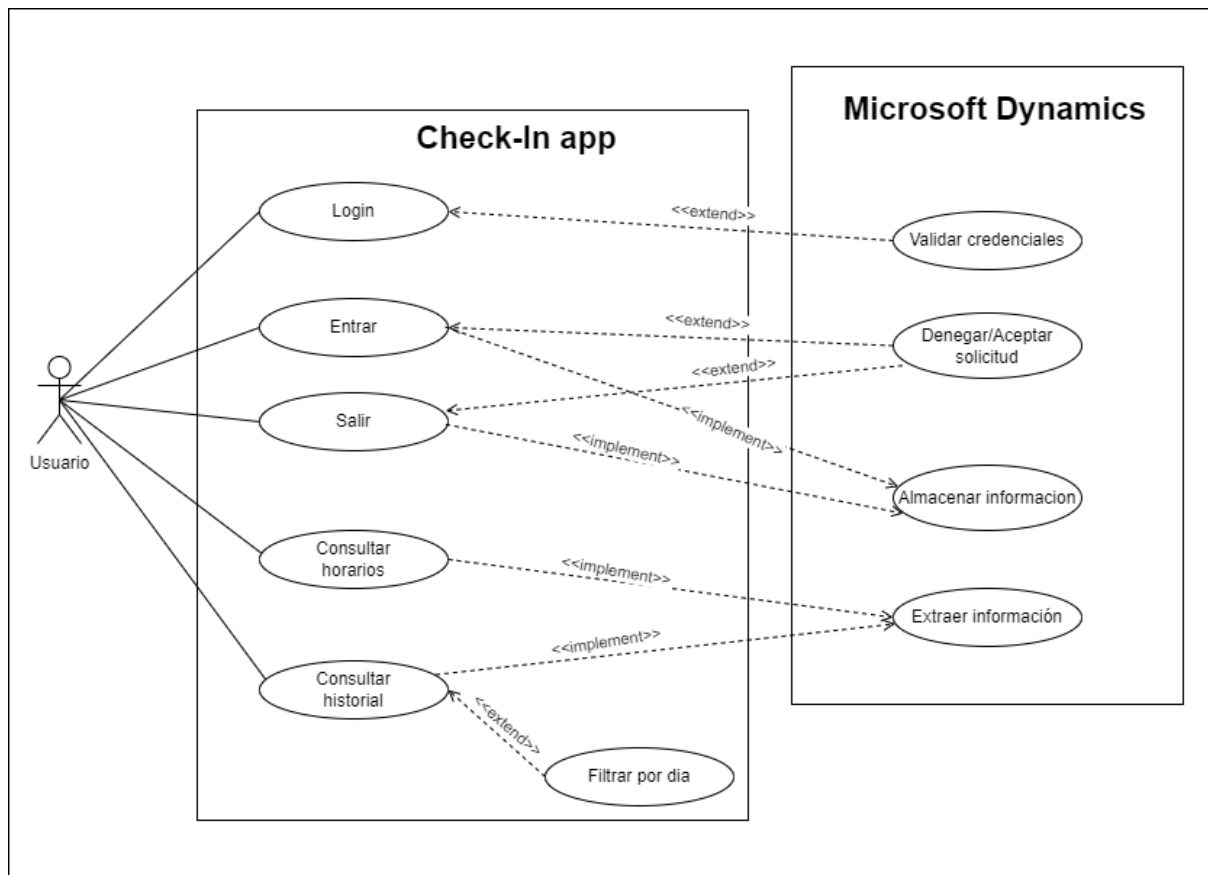 Microsoft Dynamics
Check-In app
Login
<<extend>>
Validar credenciales
Entrar
<<extend>>
Denegar/Aceptar
solicitud
<<extend>>
Salir
<<implement>>
<<implement>>
Usuario
Almacenar informacion
Consultar
horarios
<<implement>>
Extraer información
<<implement>>
Consultar
historial
<<extend>>
Filtrar por dia